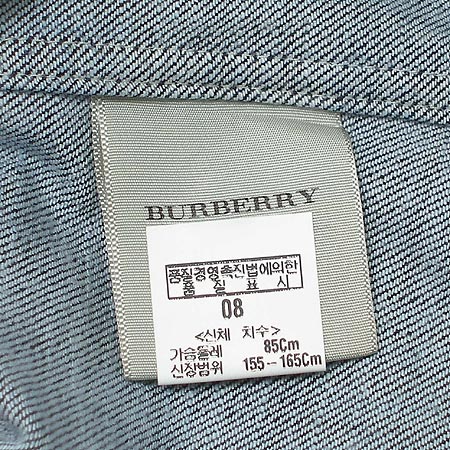 BURBERRY
품질경영촉진법에의한
품질표시
08
<신체 치수>
가슴둘레 85Cm
신장범위 155-165Cm